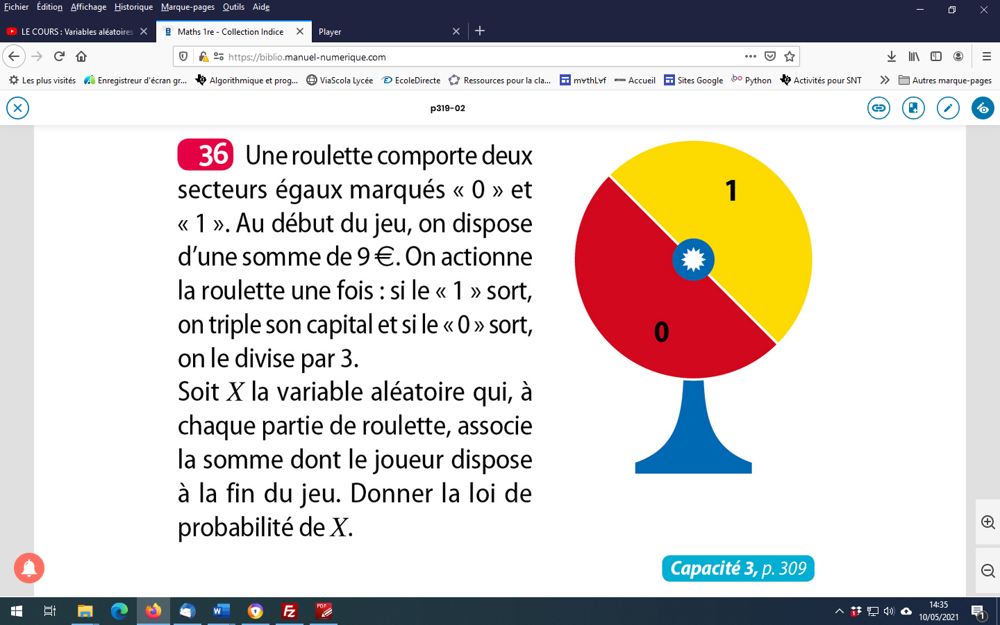 Fichier Édition Affichage Historique Marque-pages Outils Aide
LE COURS : Variables aléatoires
Maths 1re - Collection Indice
Player
https://biblio.manuel-numerique.com
Les plus visités
Enregistreur d'écran gr...
Algorithmique et prog...
ViaScola Lycée
EcoleDirecte
Ressources pour la cla...
m∀thL∀f
Accueil
Sites Google
Python
Activités pour SNT
Autres marque-pages
p319-02
36 Une roulette comporte deux
secteurs égaux marqués « 0 » et
« 1 ». Au début du jeu, on dispose
d’une somme de 9 €. On actionne
la roulette une fois : si le « 1 » sort,
on triple son capital et si le « 0 » sort,
on le divise par 3.
Soit X la variable aléatoire qui, à
chaque partie de roulette, associe
la somme dont le joueur dispose
à la fin du jeu. Donner la loi de
probabilité de X.
1
0
Capacité 3, p. 309
14:35
10/05/2021
1